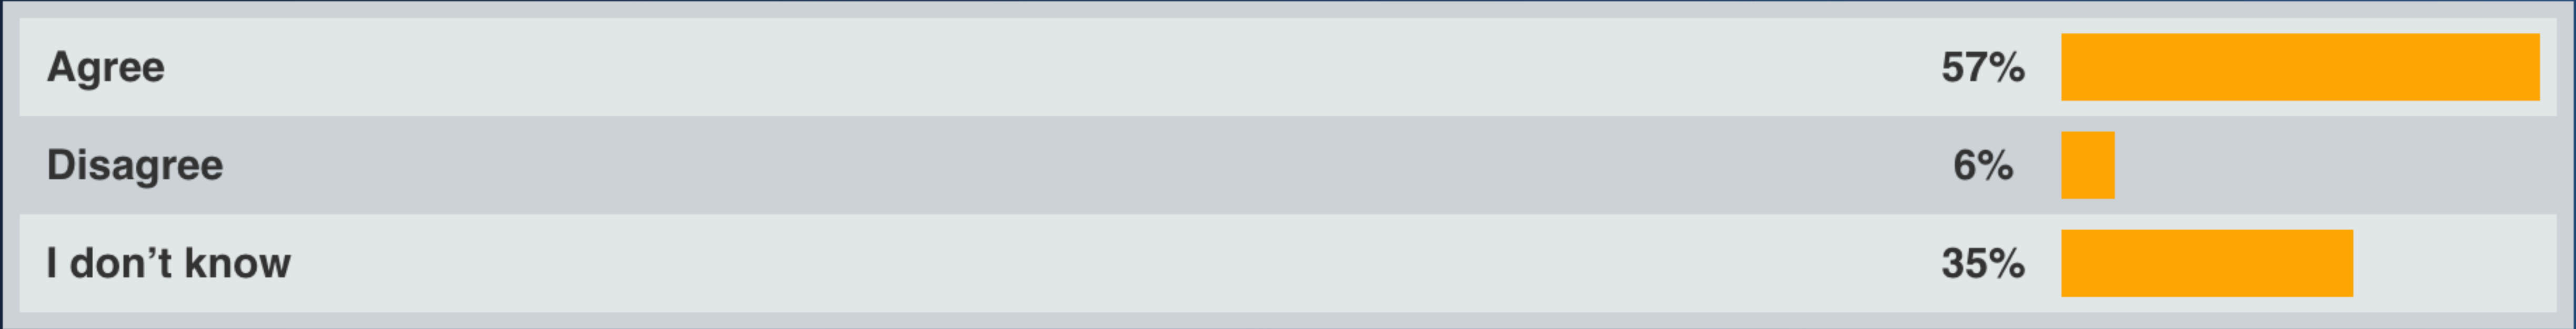 Agree 57%
Disagree 6%
I don’t know 35%